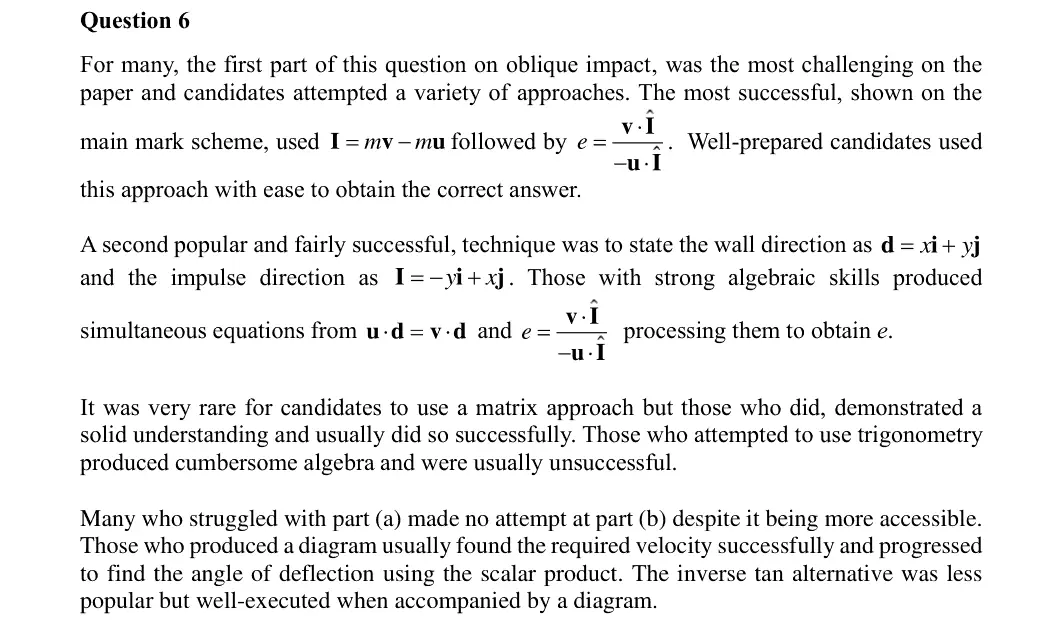 Question 6
For many, the first part of this question on oblique impact, was the most challenging on the
paper and candidates attempted a variety of approaches. The most successful, shown on the
main mark scheme, used I = mv − mu followed by e = v · Î / −u · Î . Well-prepared candidates used
this approach with ease to obtain the correct answer.
A second popular and fairly successful, technique was to state the wall direction as d = xi + yj
and the impulse direction as I = −yi + xj . Those with strong algebraic skills produced
simultaneous equations from u · d = v · d and e = v · Î / −u · Î processing them to obtain e.
It was very rare for candidates to use a matrix approach but those who did, demonstrated a
solid understanding and usually did so successfully. Those who attempted to use trigonometry
produced cumbersome algebra and were usually unsuccessful.
Many who struggled with part (a) made no attempt at part (b) despite it being more accessible.
Those who produced a diagram usually found the required velocity successfully and progressed
to find the angle of deflection using the scalar product. The inverse tan alternative was less
popular but well-executed when accompanied by a diagram.